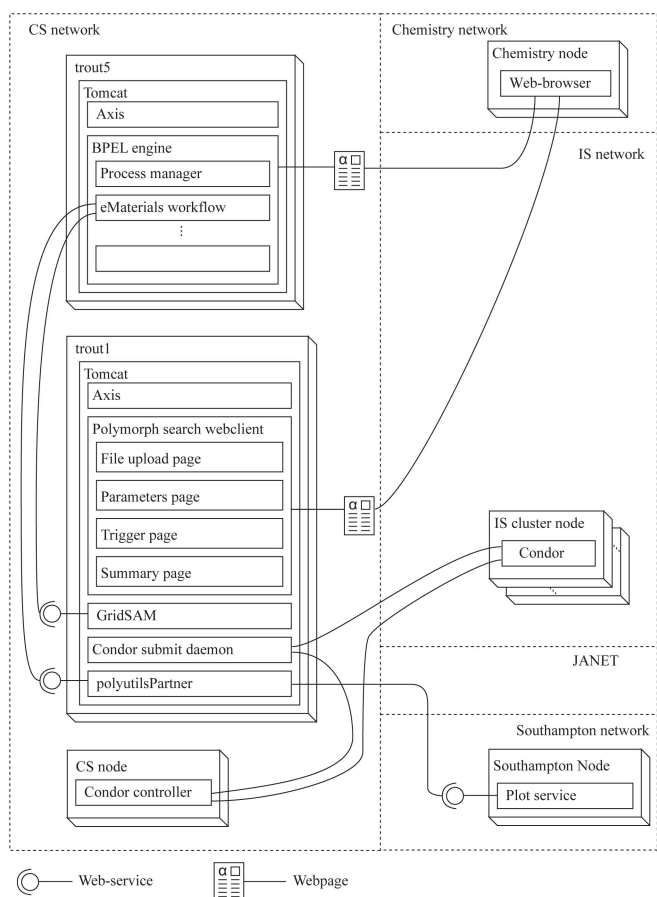 CS network
trout5
Tomcat
Axis
BPEL engine
Process manager
eMaterials workflow
⋮
trout1
Tomcat
Axis
Polymorph search webclient
File upload page
Parameters page
Trigger page
Summary page
GridSAM
Condor submit daemon
polyutilsPartner
CS node
Condor controller
α
α
Chemistry network
Chemistry node
Web-browser
IS network
IS cluster node
Condor
JANET
Southampton network
Southampton Node
Plot service
Web-service
α
Webpage